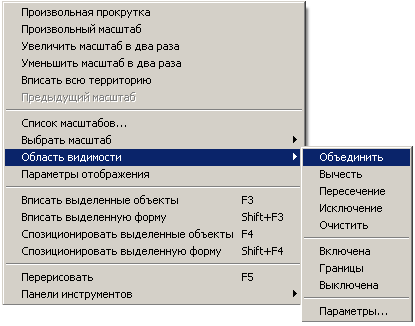 Произвольная прокрутка
Произвольный масштаб
Увеличить масштаб в два раза
Уменьшить масштаб в два раза
Вписать всю территорию
Предыдущий масштаб
Список масштабов...
Выбрать масштаб
Область видимости
Параметры отображения
Вписать выделенные объекты F3
Вписать выделенную форму Shift+F3
Спозиционировать выделенные объекты F4
Спозиционировать выделенную форму Shift+F4
Перерисовать F5
Панели инструментов
Объединить
Вычесть
Пересечение
Исключение
Очистить
Включена
Границы
Выключена
Параметры...